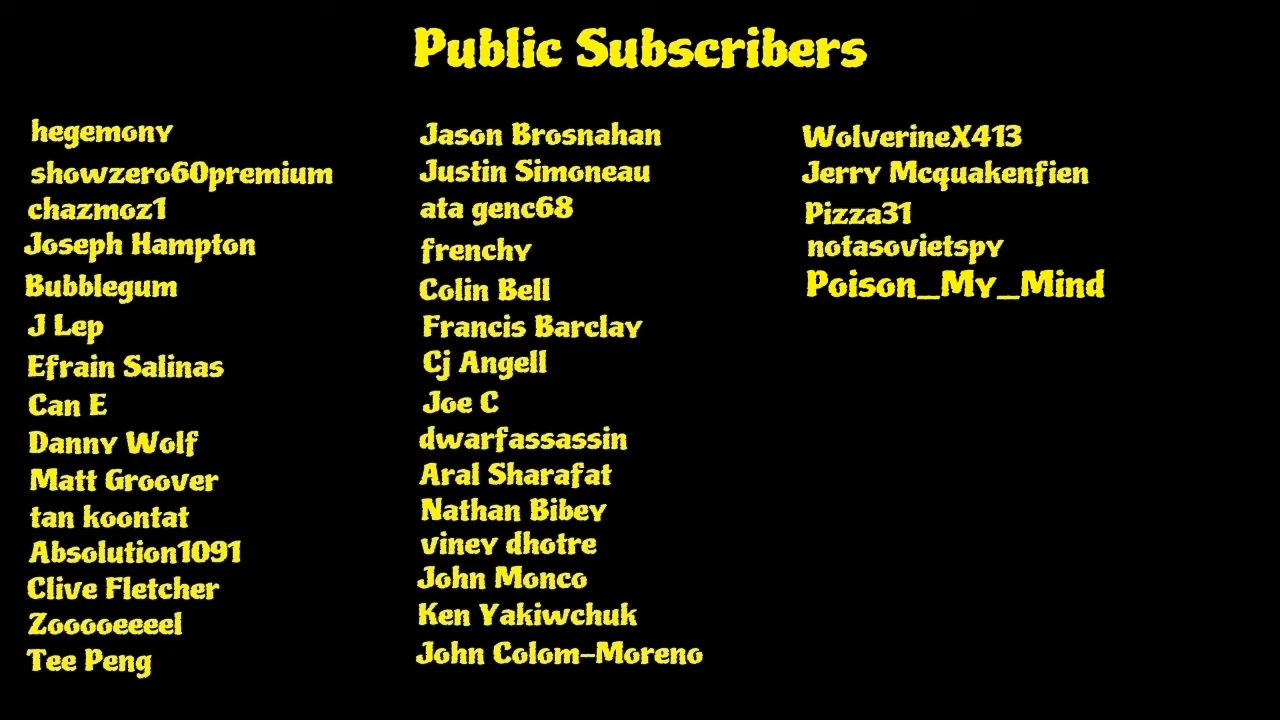 Public Subscribers
hegemony
showzero60premium
chazmoz1
Joseph Hampton
Bubblegum
J Lep
Efrain Salinas
Can E
Danny Wolf
Matt Groover
tan koontat
Absolution1091
Clive Fletcher
Zooooeeeel
Tee Peng
Jason Brosnahan
Justin Simoneau
ata genc68
frenchy
Colin Bell
Francis Barclay
Cj Angell
Joe C
dwarfassassin
Aral Sharafat
Nathan Bibey
viney dhotre
John Monco
Ken Yakiwchuk
John Colom-Moreno
WolverineX413
Jerry Mcquakenfien
Pizza31
notasovietspy
Poison_My_Mind